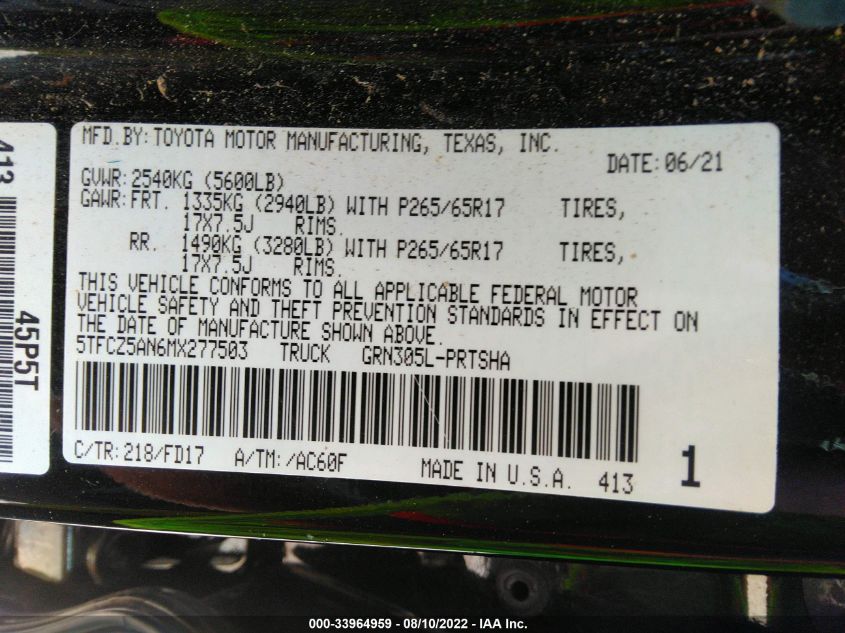 MFD.BY:TOYOTA MOTOR MANUFACTURING, TEXAS, INC.
DATE:06/21
GVWR:2540KG (5600LB)
GAWR:FRT. 1335KG (2940LB) WITH P265/65R17 TIRES,
17X7.5J RIMS.
RR. 1490KG (3280LB) WITH P265/65R17 TIRES,
17X7.5J RIMS.
THIS VEHICLE CONFORMS TO ALL APPLICABLE FEDERAL MOTOR
VEHICLE SAFETY AND THEFT PREVENTION STANDARDS IN EFFECT ON
THE DATE OF MANUFACTURE SHOWN ABOVE.
5TFCZ5AN6MX277503 TRUCK GRN305L-PRTSHA
C/TR:218/FD17 A/TM:/AC60F MADE IN U.S.A. 413
1
413
45P5T
000-33964959 - 08/10/2022 - IAA Inc.